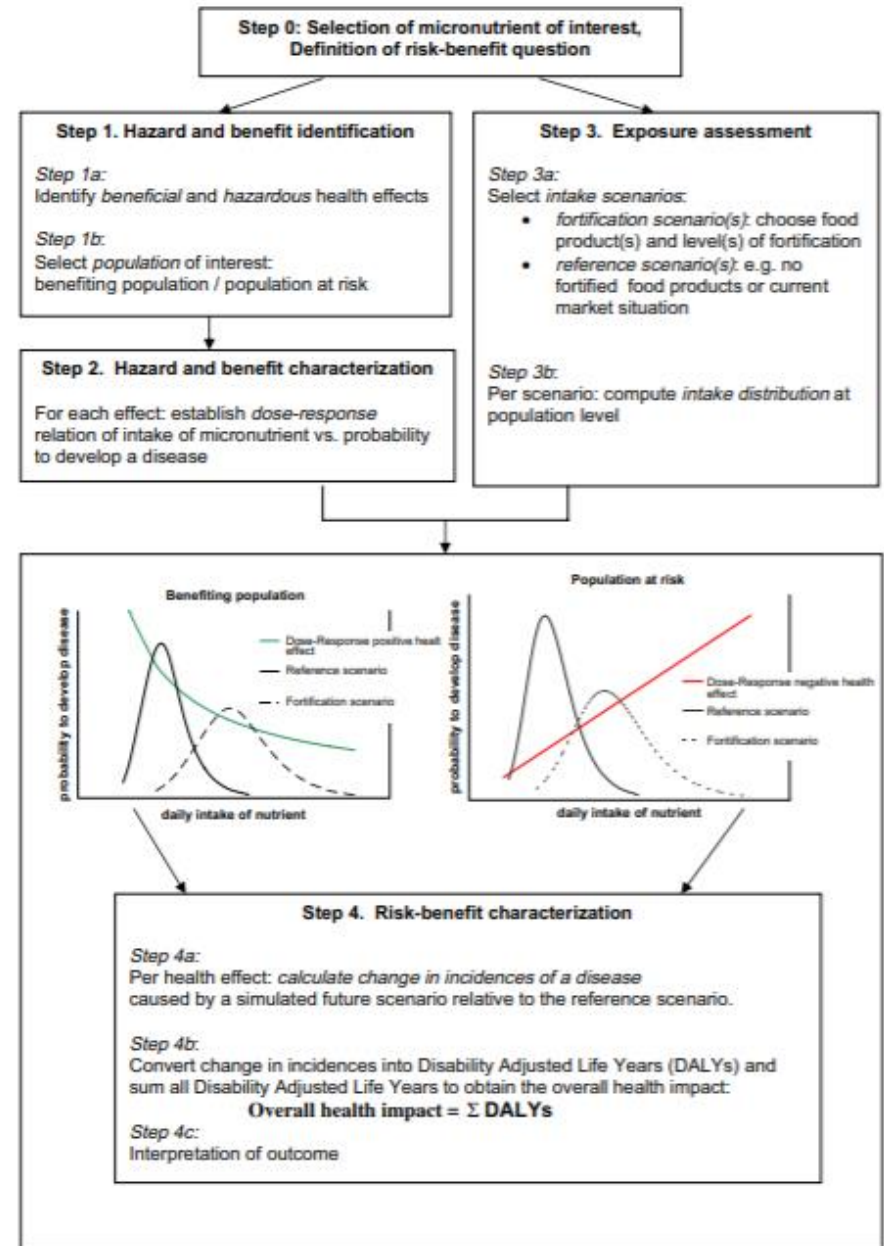 Step 0: Selection of micronutrient of interest,
Definition of risk-benefit question
Step 1. Hazard and benefit identification
Step 1a:
Identify beneficial and hazardous health effects
Step 1b:
Select population of interest:
benefiting population / population at risk
Step 2. Hazard and benefit characterization
For each effect: establish dose-response
relation of intake of micronutrient vs. probability
to develop a disease
Step 3. Exposure assessment
Step 3a:
Select intake scenarios:
• fortification scenario(s): choose food
product(s) and level(s) of fortification
• reference scenario(s): e.g. no
fortified food products or current
market situation
Step 3b:
Per scenario: compute intake distribution at
population level
Benefiting population
probability to develop disease
Dose-Response positive healt
effect
Reference scenario
Fortification scenario
daily intake of nutrient
Population at risk
probability to develop disease
Dose-Response negative health
effect
Reference scenario
Fortification scenario
daily intake of nutrient
Step 4. Risk-benefit characterization
Step 4a:
Per health effect: calculate change in incidences of a disease
caused by a simulated future scenario relative to the reference scenario.
Step 4b:
Convert change in incidences into Disability Adjusted Life Years (DALYs) and
sum all Disability Adjusted Life Years to obtain the overall health impact:
Overall health impact = Σ DALYs
Step 4c:
Interpretation of outcome